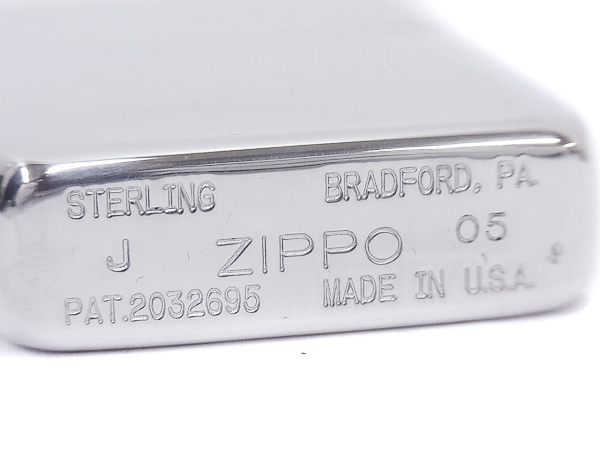 STERLING BRADFORD, PA.
J ZIPPO 05
PAT.2032695 MADE IN U.S.A.